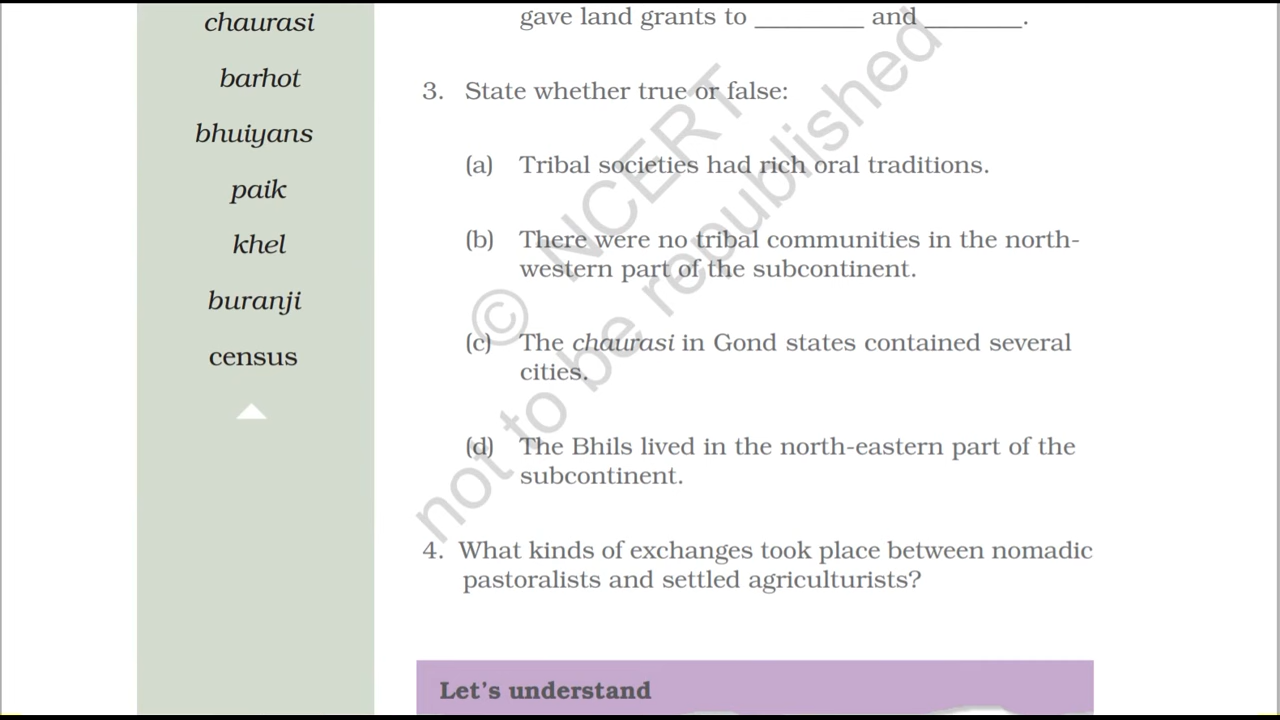 chaurasi
barhot
bhuiyans
paik
khel
buranji
census
gave land grants to _________ and ________.
3. State whether true or false:
(a) Tribal societies had rich oral traditions.
(b) There were no tribal communities in the north-
western part of the subcontinent.
(c) The chaurasi in Gond states contained several
cities.
(d) The Bhils lived in the north-eastern part of the
subcontinent.
4. What kinds of exchanges took place between nomadic
pastoralists and settled agriculturists?
Let's understand
© NCERT
not to be republished